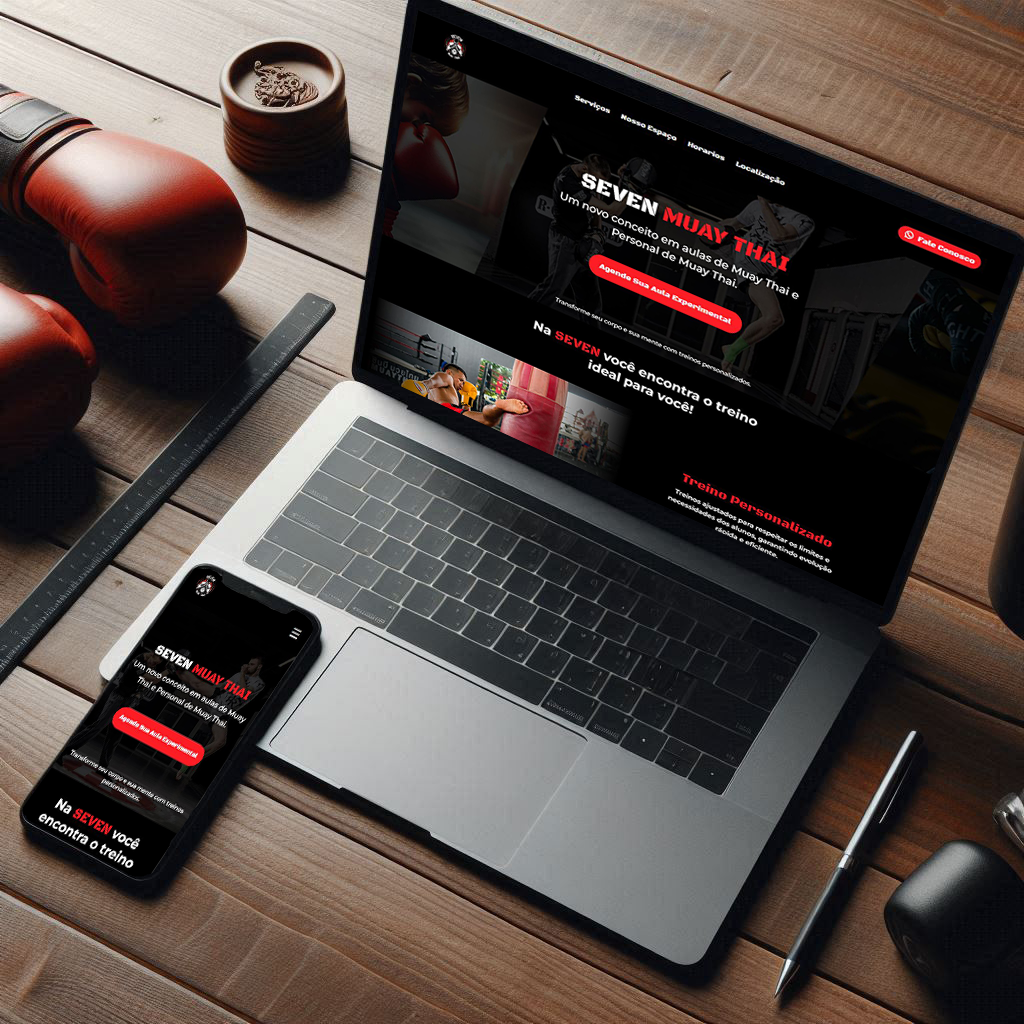 Serviços Nosso Espaço Horarios Localização
Fale Conosco
SEVEN MUAY THAI
Um novo conceito em aulas de Muay Thai e
Personal de Muay Thai.
Agende Sua Aula Experimental
Transforme seu corpo e sua mente com treinos personalizados.
Na SEVEN você encontra o treino
ideal para você!
Treino Personalizado
Treinos ajustados para respeitar os limites e
necessidades dos alunos, garantindo evolução
rápida e eficiente.
SEVEN MUAY THAI
Um novo conceito em aulas de Muay
Thai e Personal de Muay Thai.
Agende Sua Aula Experimental
Transforme seu corpo e sua mente com treinos
personalizados.
Na SEVEN você
encontra o treino